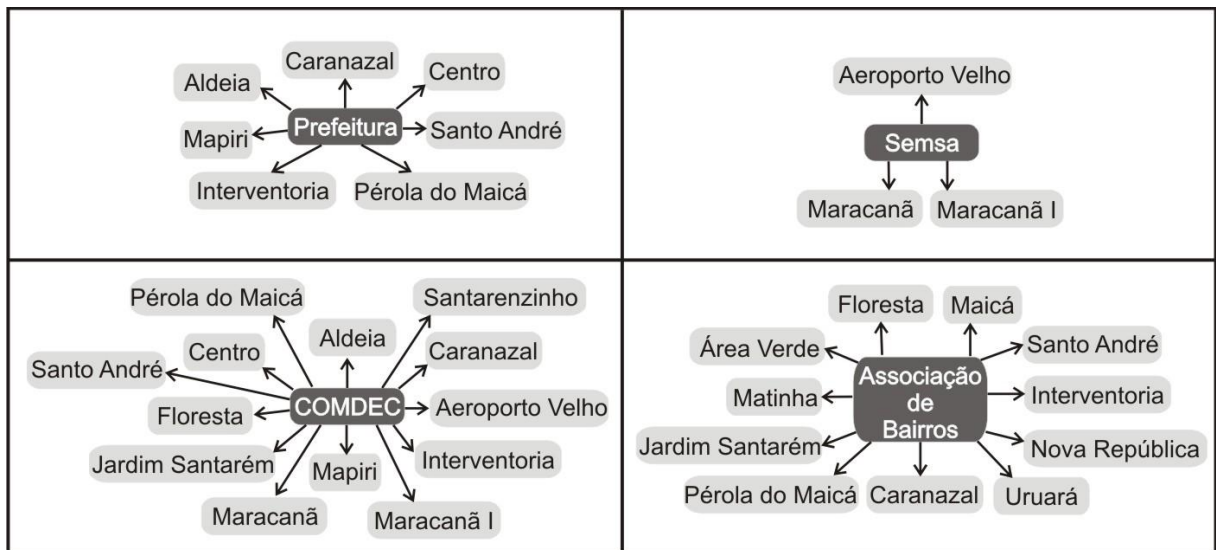 Caranazal
Aldeia
Centro
Prefeitura
Mapiri
Santo André
Interventoria
Pérola do Maicá
Aeroporto Velho
Semsa
Maracanã
Maracanã I
Pérola do Maicá
Santarenzinho
Aldeia
Centro
Caranazal
Santo André
COMDEC
Floresta
Aeroporto Velho
Jardim Santarém
Mapiri
Interventoria
Maracanã
Maracanã I
Floresta
Maicá
Área Verde
Santo André
Associação
de
Bairros
Matinha
Interventoria
Jardim Santarém
Nova República
Pérola do Maicá
Caranazal
Uruará